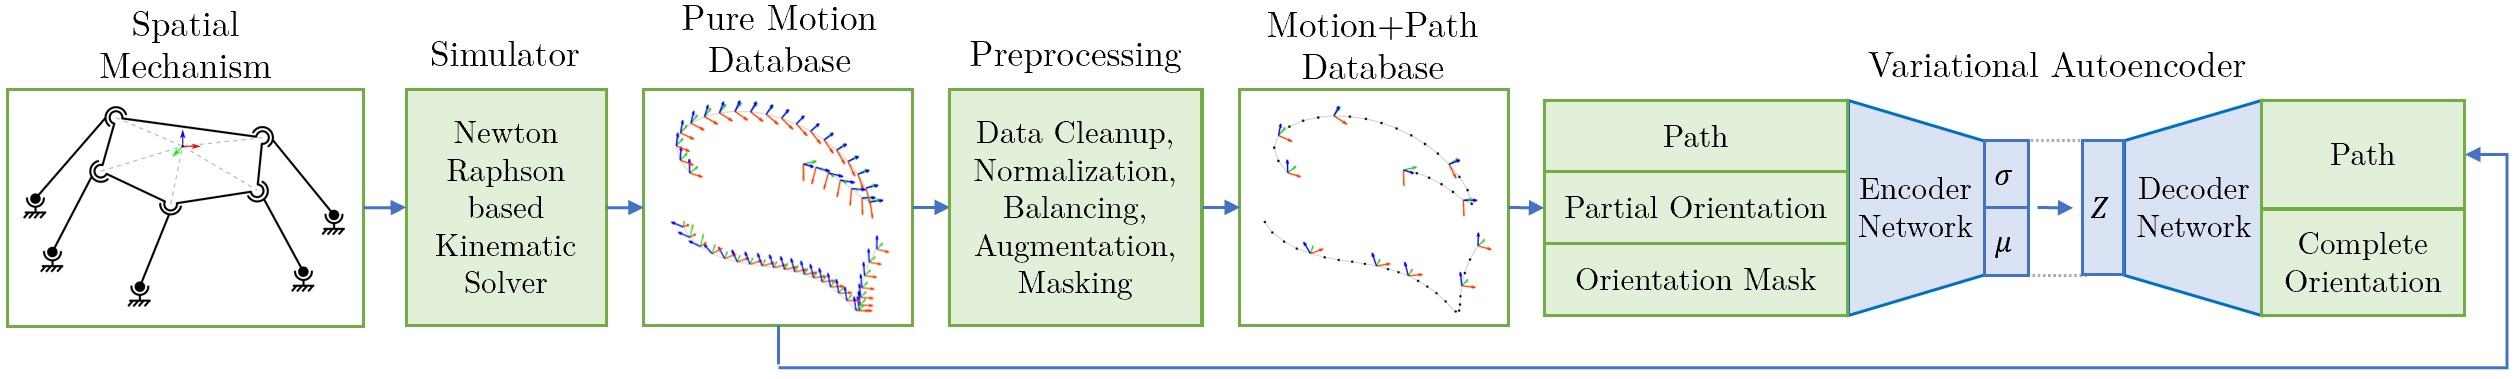 Spatial
Mechanism
Simulator
Newton
Raphson
based
Kinematic
Solver
Pure Motion
Database
Preprocessing
Data Cleanup,
Normalization,
Balancing,
Augmentation,
Masking
Motion+Path
Database
Variational Autoencoder
Path
Partial Orientation
Orientation Mask
Encoder
Network
σ
μ
Z
Decoder
Network
Path
Complete
Orientation